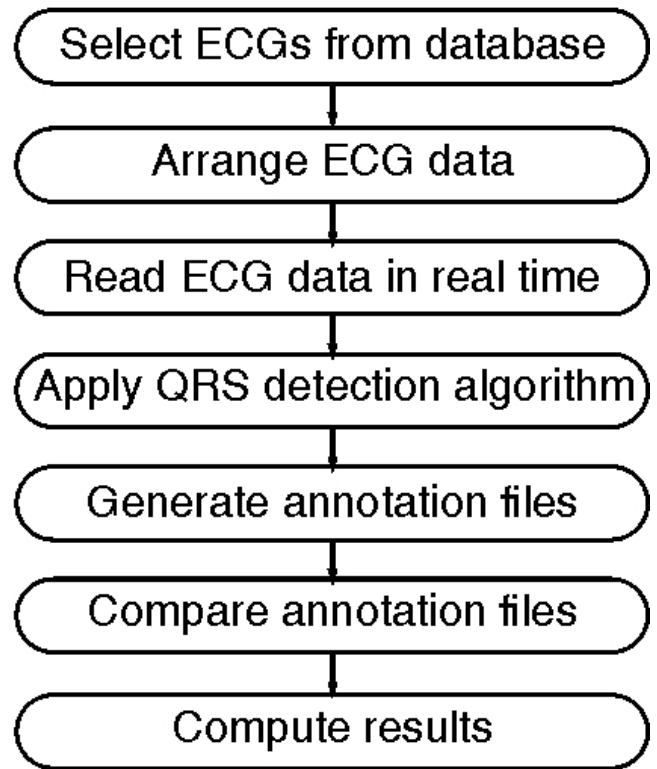 Select ECGs from database
Arrange ECG data
Read ECG data in real time
Apply QRS detection algorithm
Generate annotation files
Compare annotation files
Compute results